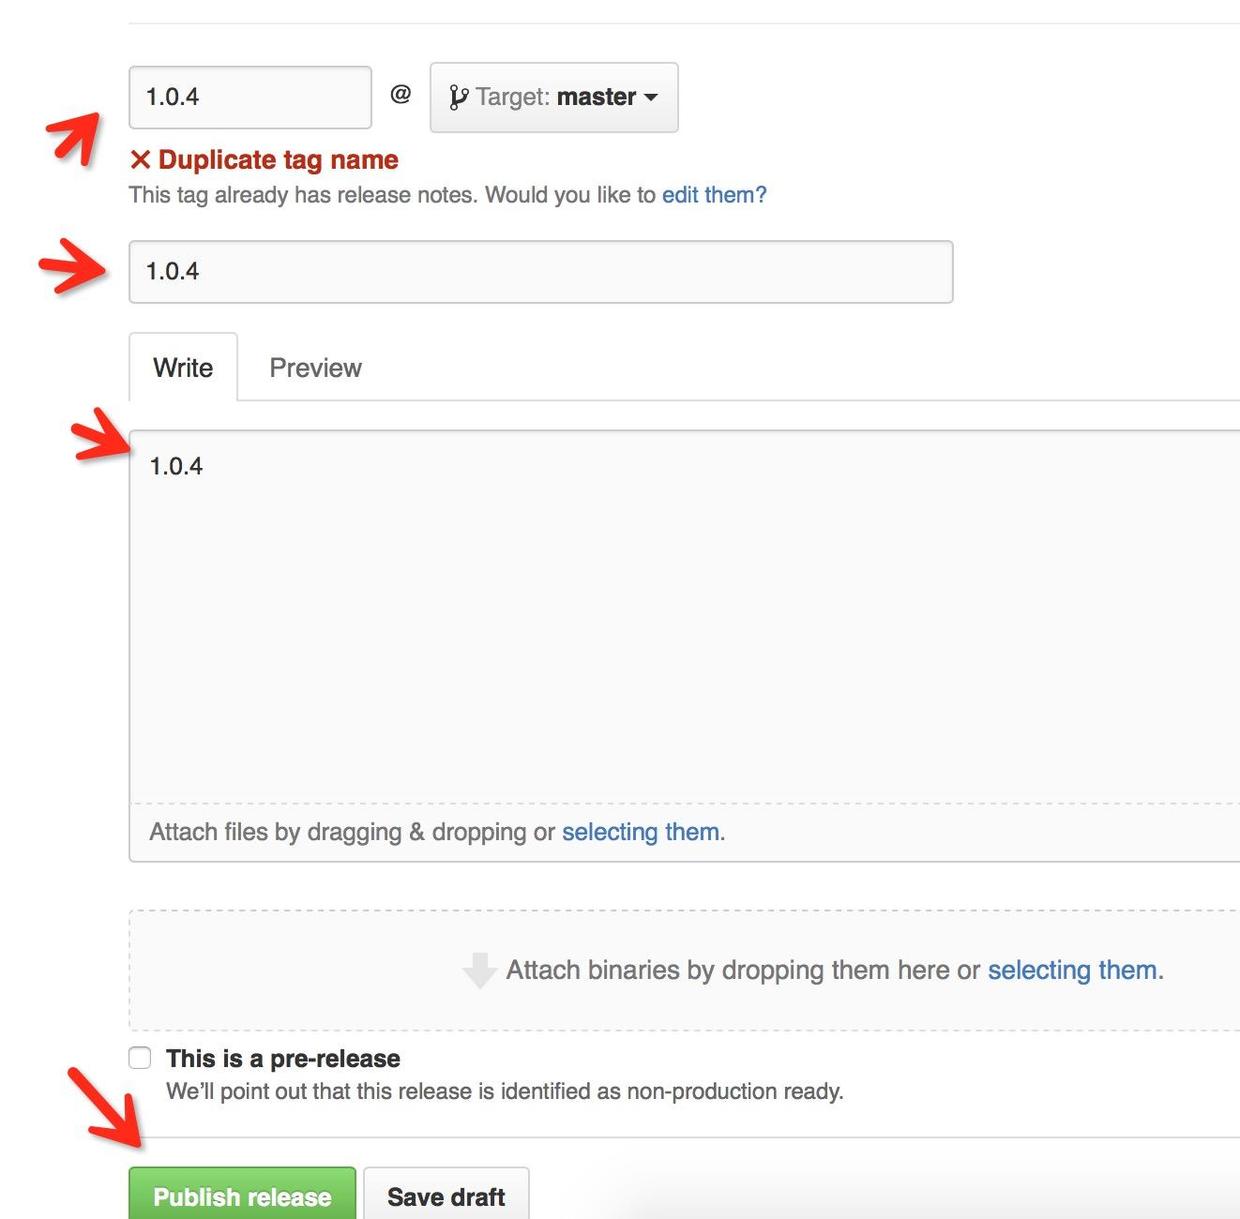 1.0.4 @ Target: master
Duplicate tag name
This tag already has release notes. Would you like to edit them?
1.0.4
Write Preview
1.0.4
Attach files by dragging & dropping or selecting them.
Attach binaries by dropping them here or selecting them.
This is a pre-release
We'll point out that this release is identified as non-production ready.
Publish release Save draft